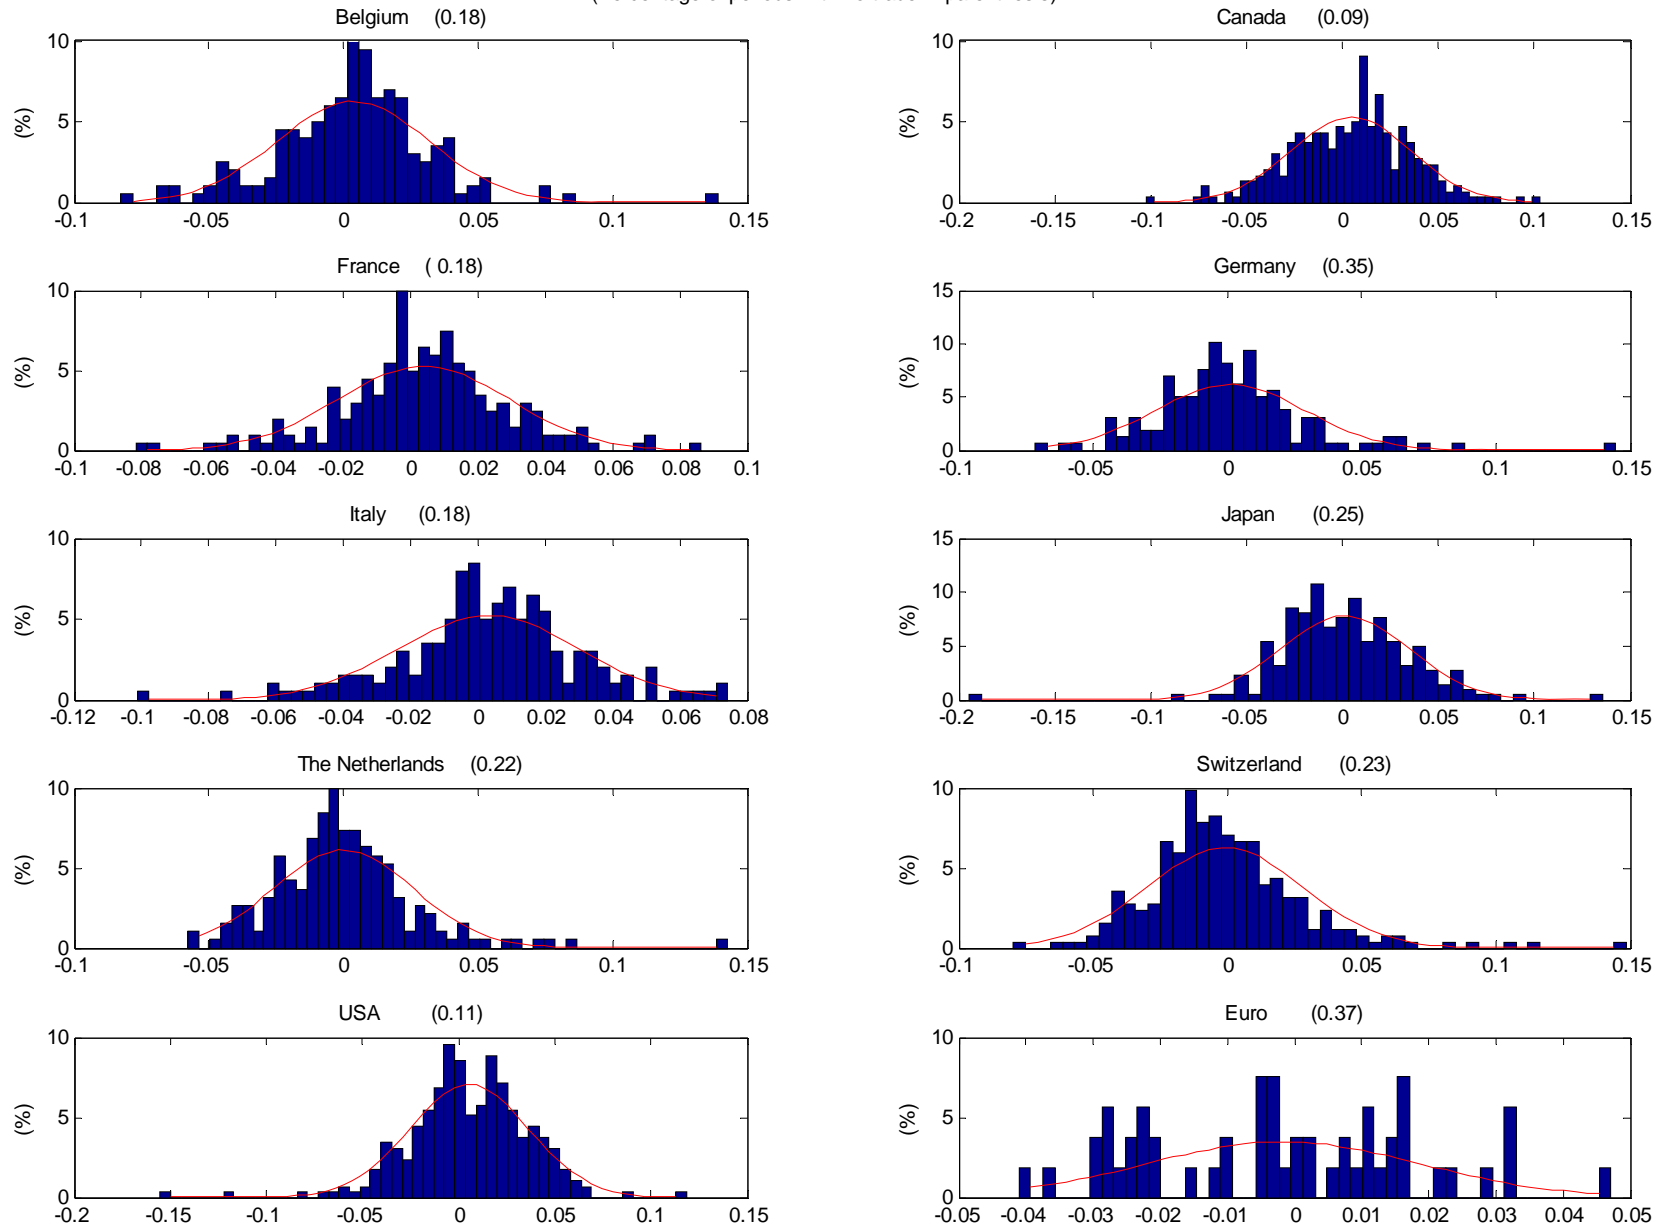 Belgium (0.18)
(%)
10
5
0
-0.1 -0.05 0 0.05 0.1 0.15
Canada (0.09)
(%)
10
5
0
-0.2 -0.15 -0.1 -0.05 0 0.05 0.1 0.15
France ( 0.18)
(%)
10
5
0
-0.1 -0.08 -0.06 -0.04 -0.02 0 0.02 0.04 0.06 0.08 0.1
Germany (0.35)
(%)
15
10
5
0
-0.1 -0.05 0 0.05 0.1 0.15
Italy (0.18)
(%)
10
5
0
-0.12 -0.1 -0.08 -0.06 -0.04 -0.02 0 0.02 0.04 0.06 0.08
Japan (0.25)
(%)
15
10
5
0
-0.2 -0.15 -0.1 -0.05 0 0.05 0.1 0.15
The Netherlands (0.22)
(%)
10
5
0
-0.1 -0.05 0 0.05 0.1 0.15
Switzerland (0.23)
(%)
10
5
0
-0.1 -0.05 0 0.05 0.1 0.15
USA (0.11)
(%)
10
5
0
-0.2 -0.15 -0.1 -0.05 0 0.05 0.1 0.15
Euro (0.37)
(%)
10
5
0
-0.05 -0.04 -0.03 -0.02 -0.01 0 0.01 0.02 0.03 0.04 0.05